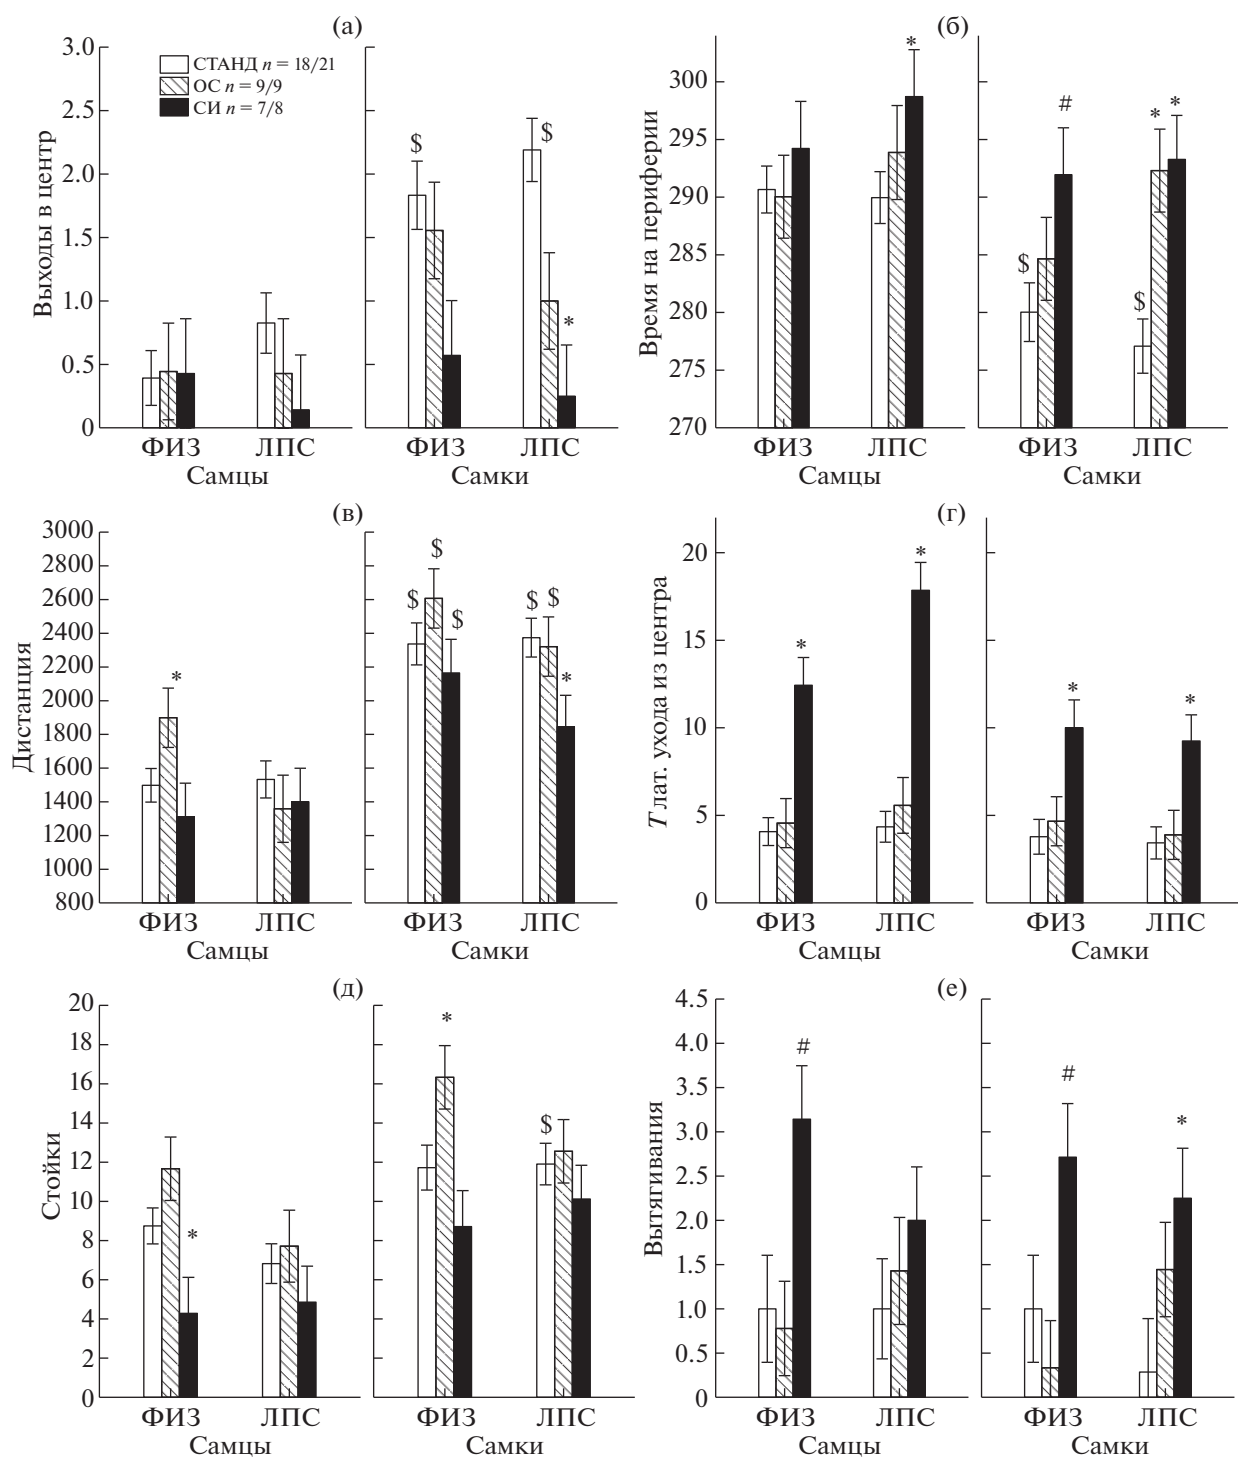 (а)
3.0
2.5
2.0
1.5
1.0
0.5
0
Выходы в центр
СТАНД n = 18/21
ОС n = 9/9
СИ n = 7/8
$
$
*
ФИЗ ЛПС
Самцы
ФИЗ ЛПС
Самки
(б)
300
295
290
285
280
275
270
Время на периферии
*
#
* *
$
$
ФИЗ ЛПС
Самцы
ФИЗ ЛПС
Самки
(в)
3000
2800
2600
2400
2200
2000
1800
1600
1400
1200
1000
800
Дистанция
*
$ $ $
$ $ *
ФИЗ ЛПС
Самцы
ФИЗ ЛПС
Самки
(г)
20
15
10
5
0
T лат. ухода из центра
*
*
*
*
ФИЗ ЛПС
Самцы
ФИЗ ЛПС
Самки
(д)
20
18
16
14
12
10
8
6
4
2
0
Стойки
*
*
$
ФИЗ ЛПС
Самцы
ФИЗ ЛПС
Самки
(е)
4.5
4.0
3.5
3.0
2.5
2.0
1.5
1.0
0.5
0
Вытягивания
#
#
*
ФИЗ ЛПС
Самцы
ФИЗ ЛПС
Самки